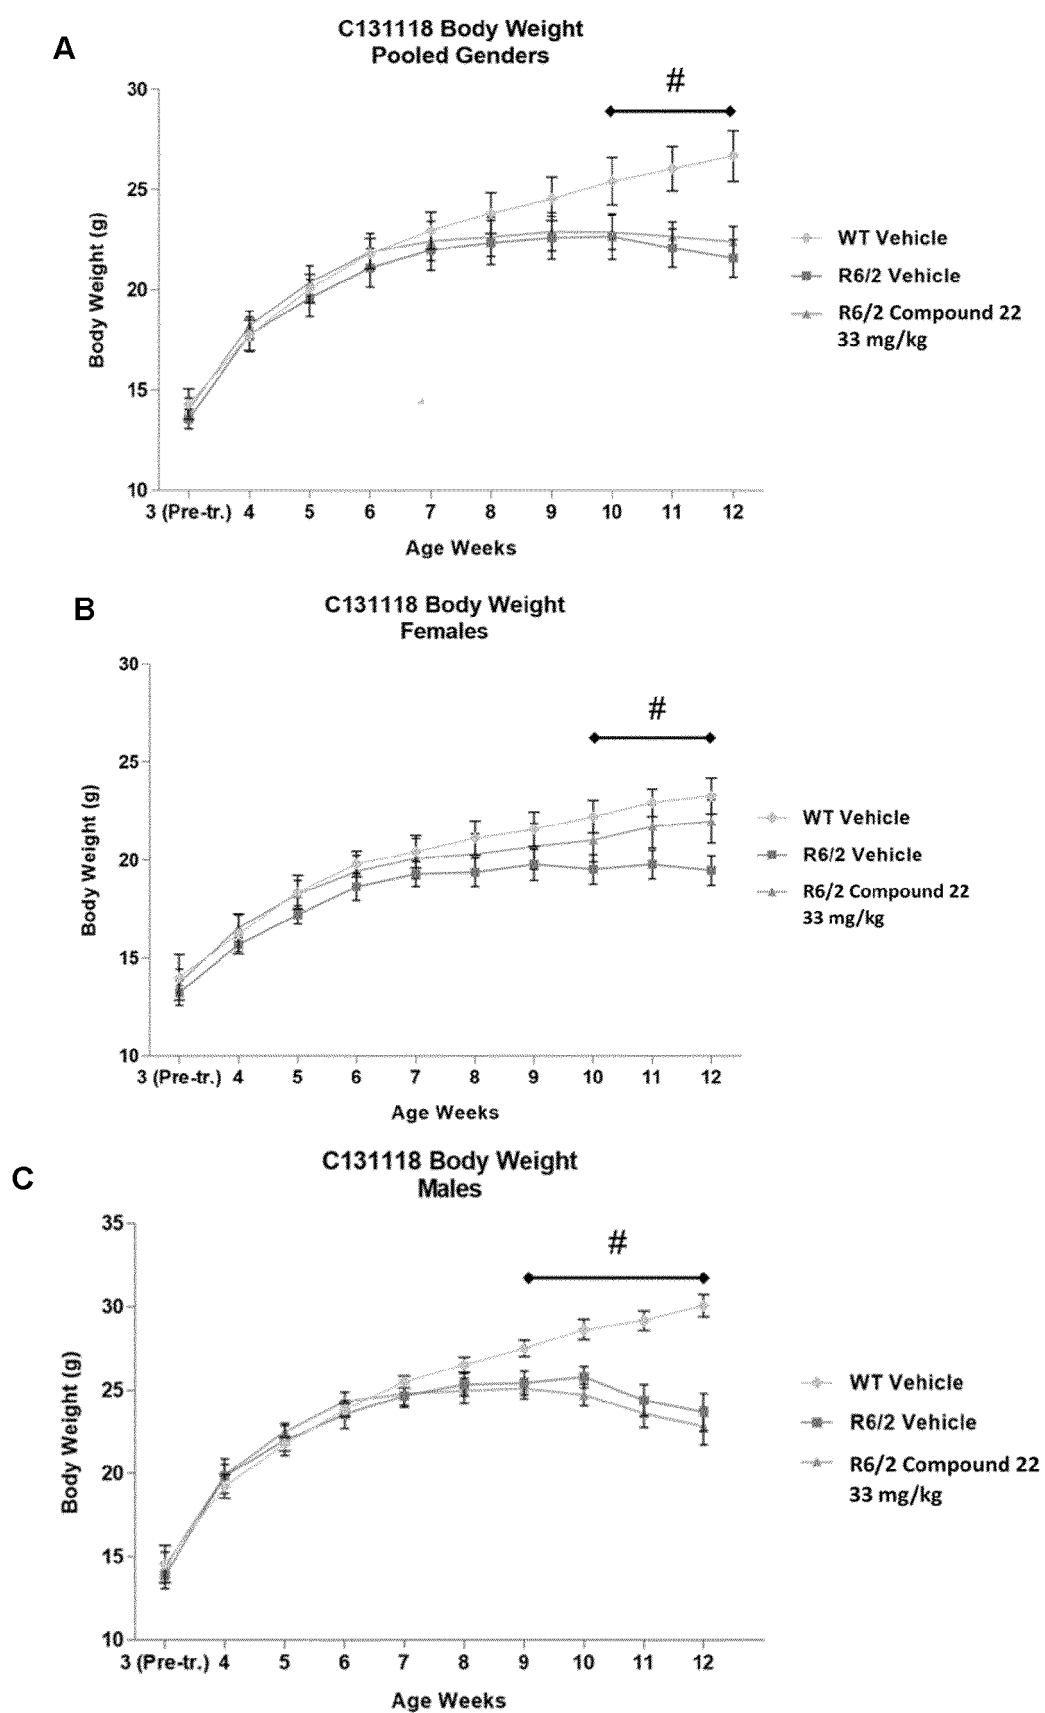 A
C131118 Body Weight
Pooled Genders
#
30
25
20
15
10
Body Weight (g)
3 (Pre-tr.) 4 5 6 7 8 9 10 11 12
Age Weeks
WT Vehicle
R6/2 Vehicle
R6/2 Compound 22
33 mg/kg
B
C131118 Body Weight
Females
#
30
25
20
15
10
Body Weight (g)
3 (Pre-tr.) 4 5 6 7 8 9 10 11 12
Age Weeks
WT Vehicle
R6/2 Vehicle
R6/2 Compound 22
33 mg/kg
C
C131118 Body Weight
Males
#
35
30
25
20
15
10
Body Weight (g)
3 (Pre-tr.) 4 5 6 7 8 9 10 11 12
Age Weeks
WT Vehicle
R6/2 Vehicle
R6/2 Compound 22
33 mg/kg